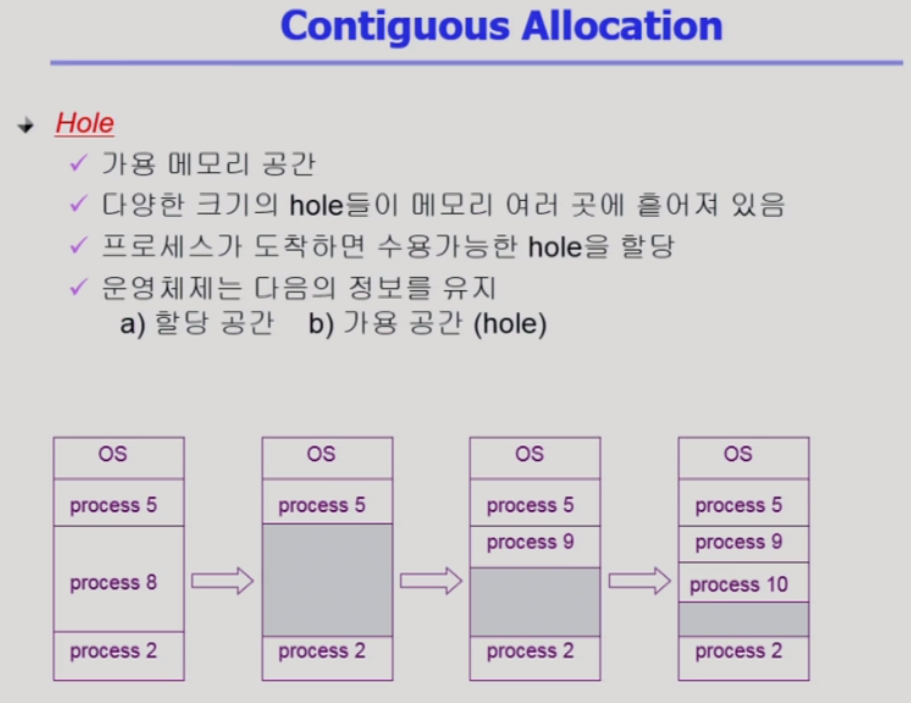 Contiguous Allocation
Hole
가용 메모리 공간
다양한 크기의 hole들이 메모리 여러 곳에 흩어져 있음
프로세스가 도착하면 수용가능한 hole을 할당
운영체제는 다음의 정보를 유지
a) 할당 공간 b) 가용 공간 (hole)
OS
process 5
process 8
process 2
OS
process 5
process 2
OS
process 5
process 9
process 2
OS
process 5
process 9
process 10
process 2